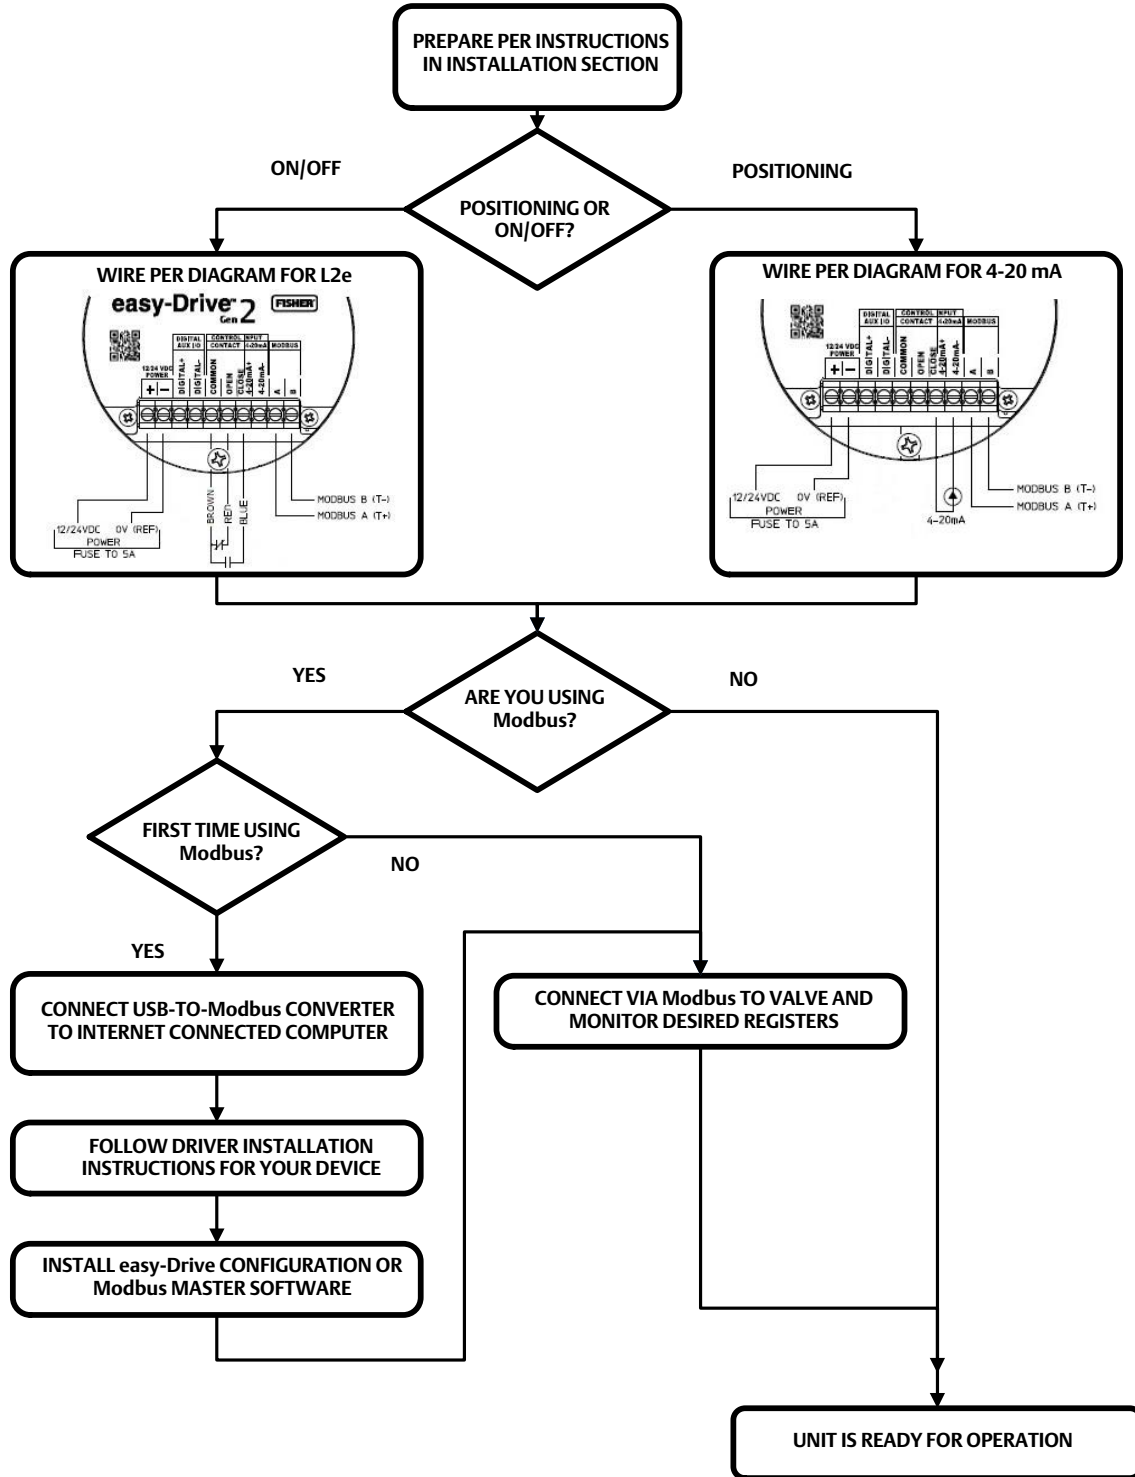 PREPARE PER INSTRUCTIONS
IN INSTALLATION SECTION
ON/OFF
POSITIONING
POSITIONING OR
ON/OFF?
WIRE PER DIAGRAM FOR L2e
easy-Drive™
Gen 2
FISHER
DIGITAL
AUX I/O
CONTROL INPUT
CONTACT
4-20mA
MODBUS
12/24 VDC
POWER
+
−
DIGITAL+
DIGITAL-
COMMON
OPEN
CLOSE
4-20mA+
4-20mA-
A
B
BROWN
RED
BLUE
MODBUS B (T-)
MODBUS A (T+)
12/24VDC 0V (REF)
POWER
FUSE TO 5A
WIRE PER DIAGRAM FOR 4-20 mA
DIGITAL
AUX I/O
CONTROL INPUT
CONTACT
4-20mA
MODBUS
12/24 VDC
POWER
+
−
DIGITAL+
DIGITAL-
COMMON
OPEN
CLOSE
4-20mA+
4-20mA-
A
B
MODBUS B (T-)
MODBUS A (T+)
12/24VDC 0V (REF)
POWER
FUSE TO 5A
4-20mA
YES
NO
ARE YOU USING
Modbus?
FIRST TIME USING
Modbus?
NO
YES
CONNECT USB-TO-Modbus CONVERTER
TO INTERNET CONNECTED COMPUTER
CONNECT VIA Modbus TO VALVE AND
MONITOR DESIRED REGISTERS
FOLLOW DRIVER INSTALLATION
INSTRUCTIONS FOR YOUR DEVICE
INSTALL easy-Drive CONFIGURATION OR
Modbus MASTER SOFTWARE
UNIT IS READY FOR OPERATION